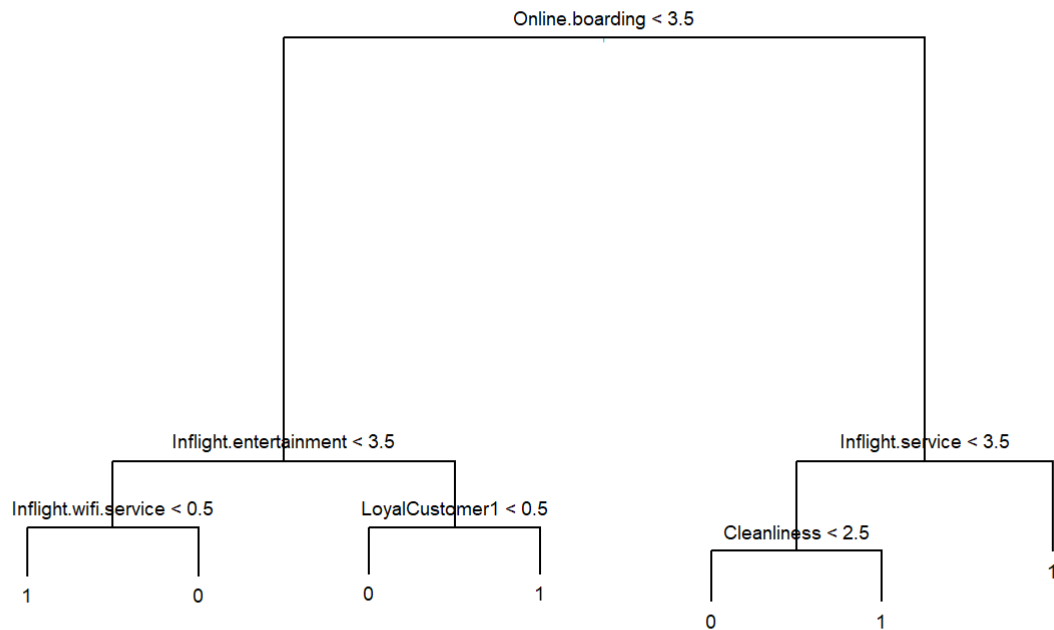 Online.boarding < 3.5
Inflight.entertainment < 3.5
Inflight.service < 3.5
Inflight.wifi.service < 0.5
LoyalCustomer1 < 0.5
Cleanliness < 2.5
1
1
0
0
1
0
1